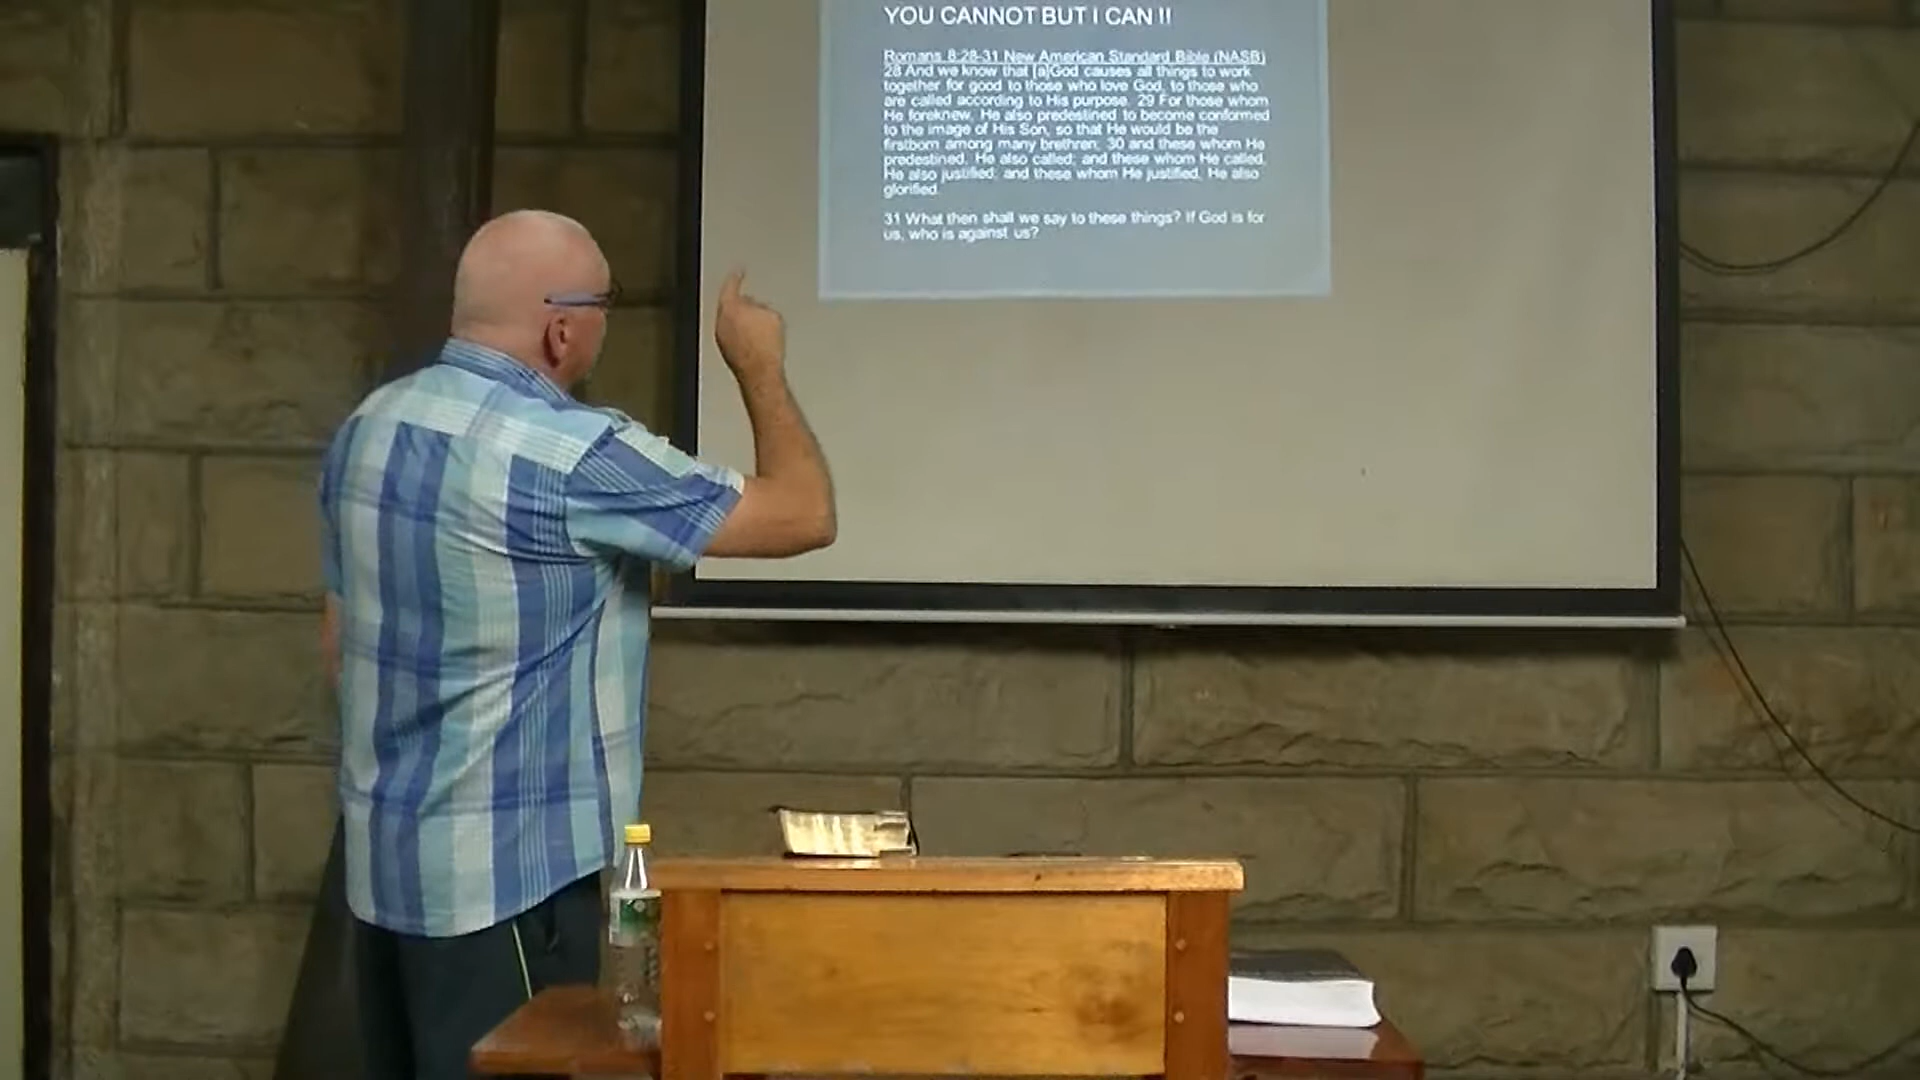 YOU CANNOT BUT I CAN !!
Romans 8:28-31 New American Standard Bible (NASB)
28 And we know that [a]God causes all things to work
together for good to those who love God, to those who
are called according to His purpose. 29 For those whom
He foreknew, He also predestined to become conformed
to the image of His Son, so that He would be the
firstborn among many brethren; 30 and these whom He
predestined, He also called; and these whom He called,
He also justified; and these whom He justified, He also
glorified.
31 What then shall we say to these things? If God is for
us, who is against us?